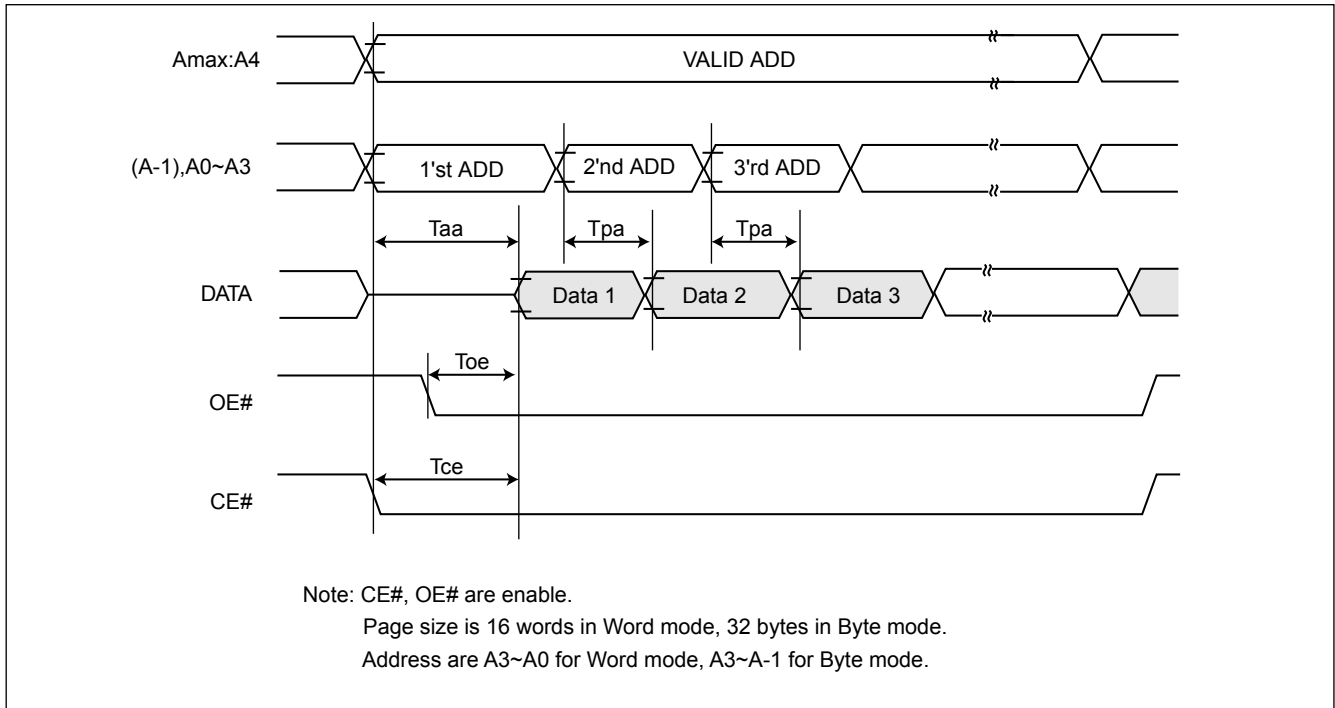 Amax:A4
VALID ADD
(A-1),A0~A3
1'st ADD
2'nd ADD
3'rd ADD
Taa
Tpa
Tpa
DATA
Data 1
Data 2
Data 3
Toe
OE#
Tce
CE#
Note: CE#, OE# are enable.
Page size is 16 words in Word mode, 32 bytes in Byte mode.
Address are A3~A0 for Word mode, A3~A-1 for Byte mode.